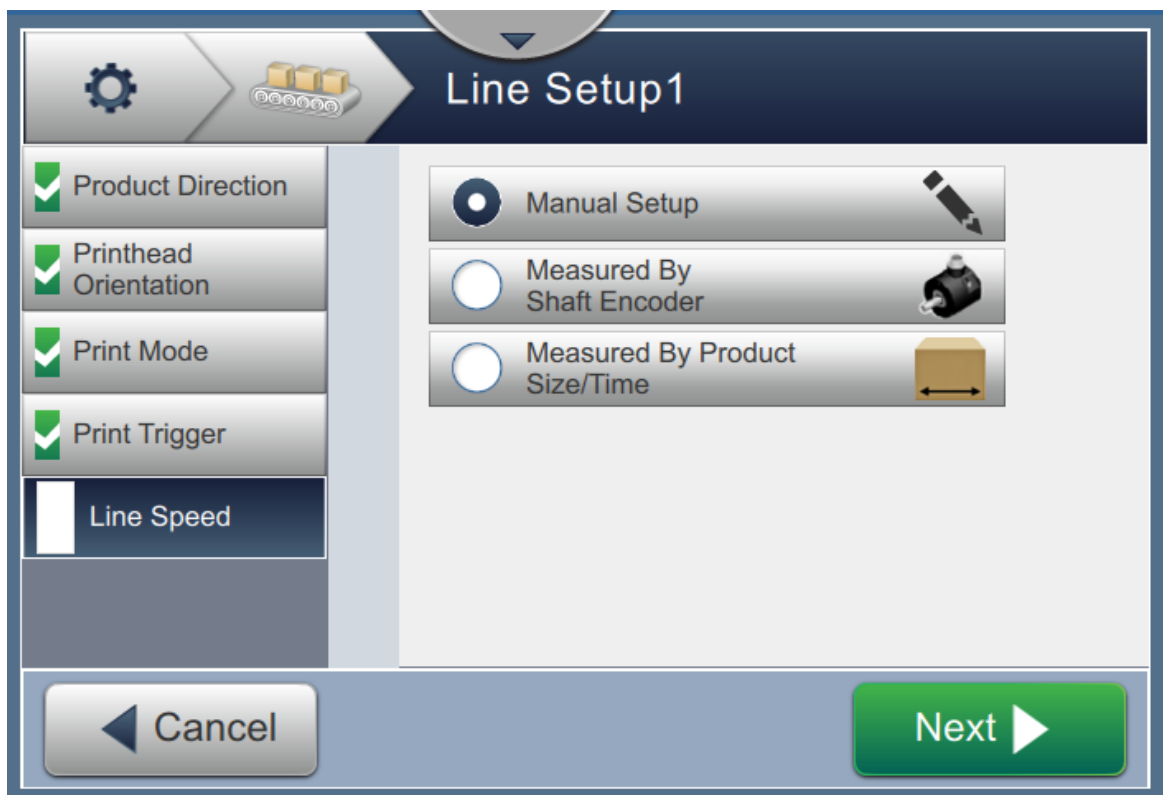 Line Setup1
Product Direction
Printhead
Orientation
Print Mode
Print Trigger
Line Speed
Manual Setup
Measured By
Shaft Encoder
Measured By Product
Size/Time
Cancel
Next